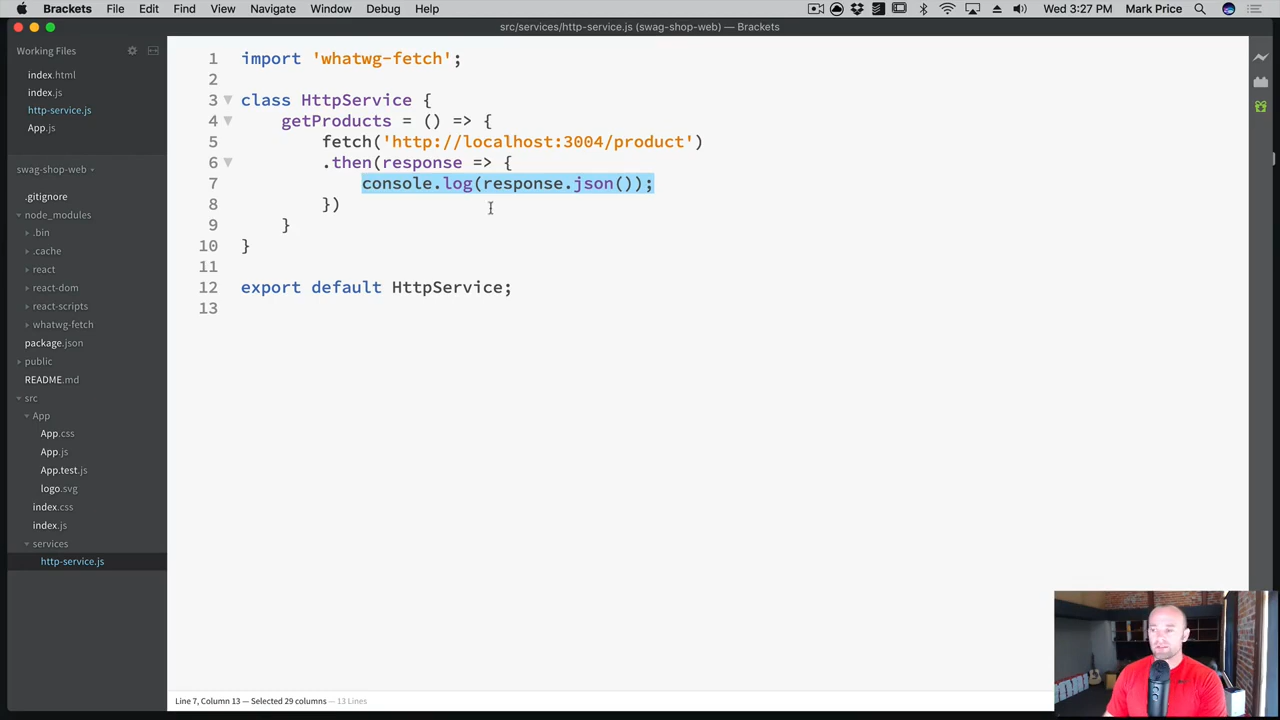 Brackets File Edit Find View Navigate Window Debug Help Wed 3:27 PM Mark Price
src/services/http-service.js (swag-shop-web) — Brackets
Working Files
index.html
index.js
http-service.js
App.js
swag-shop-web
.gitignore
node_modules
.bin
.cache
react
react-dom
react-scripts
whatwg-fetch
package.json
public
README.md
src
App
App.css
App.js
App.test.js
logo.svg
index.css
index.js
services
http-service.js
1 import 'whatwg-fetch';
2
3 class HttpService {
4 getProducts = () => {
5 fetch('http://localhost:3004/product')
6 .then(response => {
7 console.log(response.json());
8 })
9 }
10 }
11
12 export default HttpService;
13
Line 7, Column 13 — Selected 29 columns — 13 Lines